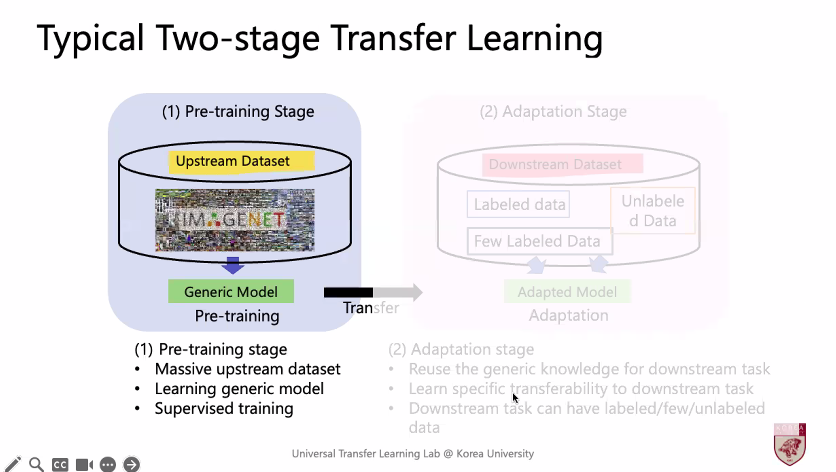 Typical Two-stage Transfer Learning
(1) Pre-training Stage
Upstream Dataset
IMAGENET
Generic Model
Pre-training
Transfer
(2) Adaptation Stage
Downstream Dataset
Labeled data
Unlabele
d Data
Few Labeled Data
Adapted Model
Adaptation
(1) Pre-training stage
• Massive upstream dataset
• Learning generic model
• Supervised training
(2) Adaptation stage
• Reuse the generic knowledge for downstream task
• Learn specific transferability to downstream task
• Downstream task can have labeled/few/unlabeled
data
Universal Transfer Learning Lab @ Korea University
CC